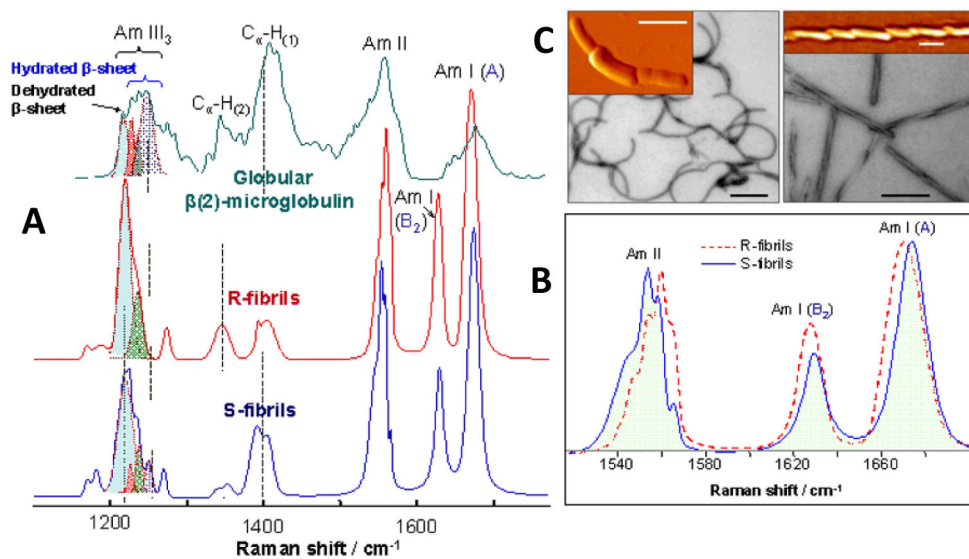 Am III₃
Hydrated β-sheet
Dehydrated
β-sheet
Cα-H(2)
Cα-H(1)
Am II
Am I (A)
Globular
β(2)-microglobulin
Am I
(B₂)
A
R-fibrils
S-fibrils
1200
1400
1600
Raman shift / cm-1
C
B
R-fibrils
S-fibrils
Am II
Am I (B₂)
Am I (A)
1540
1580
1620
1660
Raman shift / cm-1